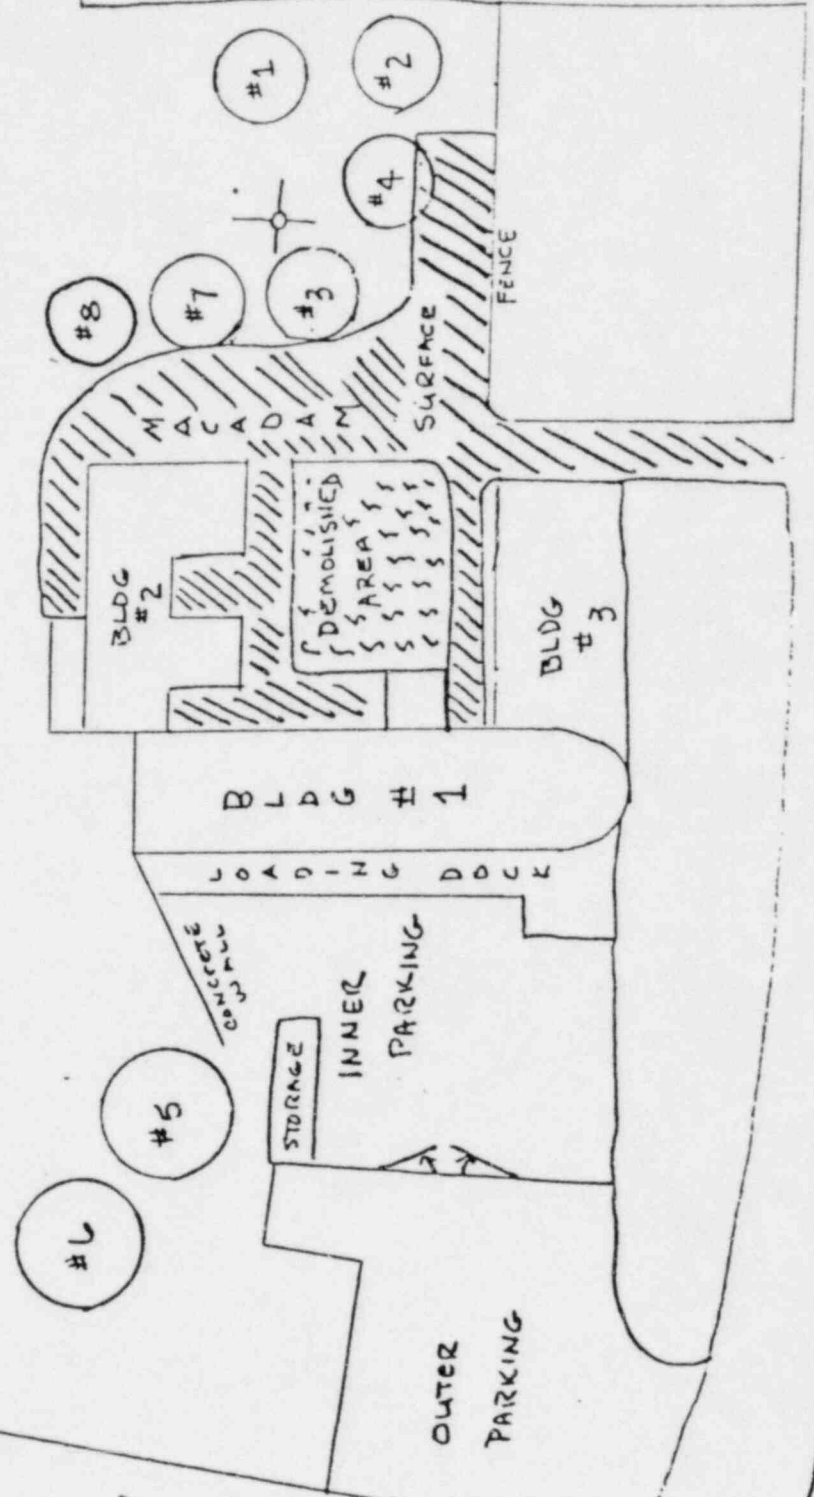 #1
#2
#4
#3
#7
#8
MACADAM
SURFACE
FENCE
BLDG
#2
DEMOLISHED
AREA
BLDG
#3
BLDG #1
LOADING DOCK
CONCRETE
WALL
INNER
PARKING
STORAGE
#5
#6
OUTER
PARKING